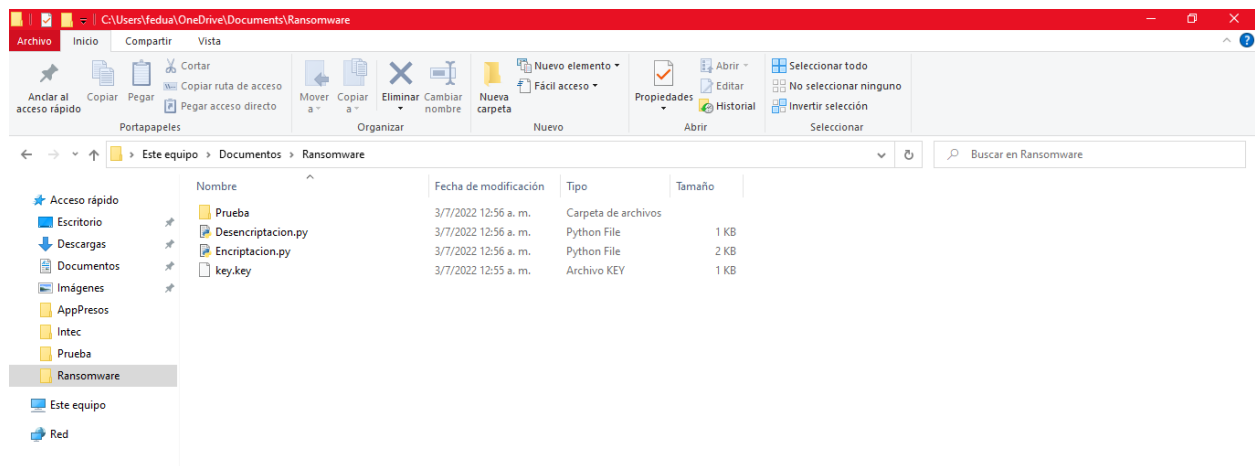 C:\Users\fedua\OneDrive\Documents\Ransomware
Archivo Inicio Compartir Vista
Anclar al acceso rápido
Copiar
Pegar
Cortar
Copiar ruta de acceso
Pegar acceso directo
Portapapeles
Mover a
Copiar a
Eliminar
Cambiar nombre
Organizar
Nueva carpeta
Nuevo elemento
Fácil acceso
Nuevo
Propiedades
Abrir
Editar
Historial
Abrir
Seleccionar todo
No seleccionar ninguno
Invertir selección
Seleccionar
Este equipo > Documentos > Ransomware
Buscar en Ransomware
Acceso rápido
Escritorio
Descargas
Documentos
Imágenes
AppPresos
Intec
Prueba
Ransomware
Este equipo
Red
Nombre Fecha de modificación Tipo Tamaño
Prueba 3/7/2022 12:56 a. m. Carpeta de archivos
Desencriptacion.py 3/7/2022 12:56 a. m. Python File 1 KB
Encriptacion.py 3/7/2022 12:56 a. m. Python File 2 KB
key.key 3/7/2022 12:55 a. m. Archivo KEY 1 KB